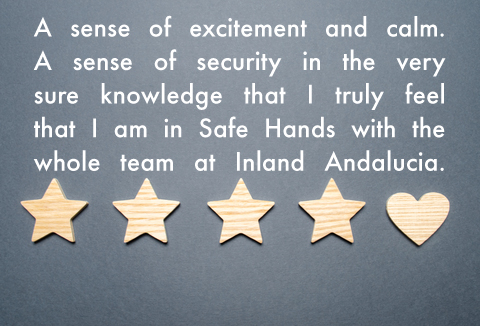 A sense of excitement and calm.
A sense of security in the very
sure knowledge that I truly feel
that I am in Safe Hands with the
whole team at Inland Andalucia.